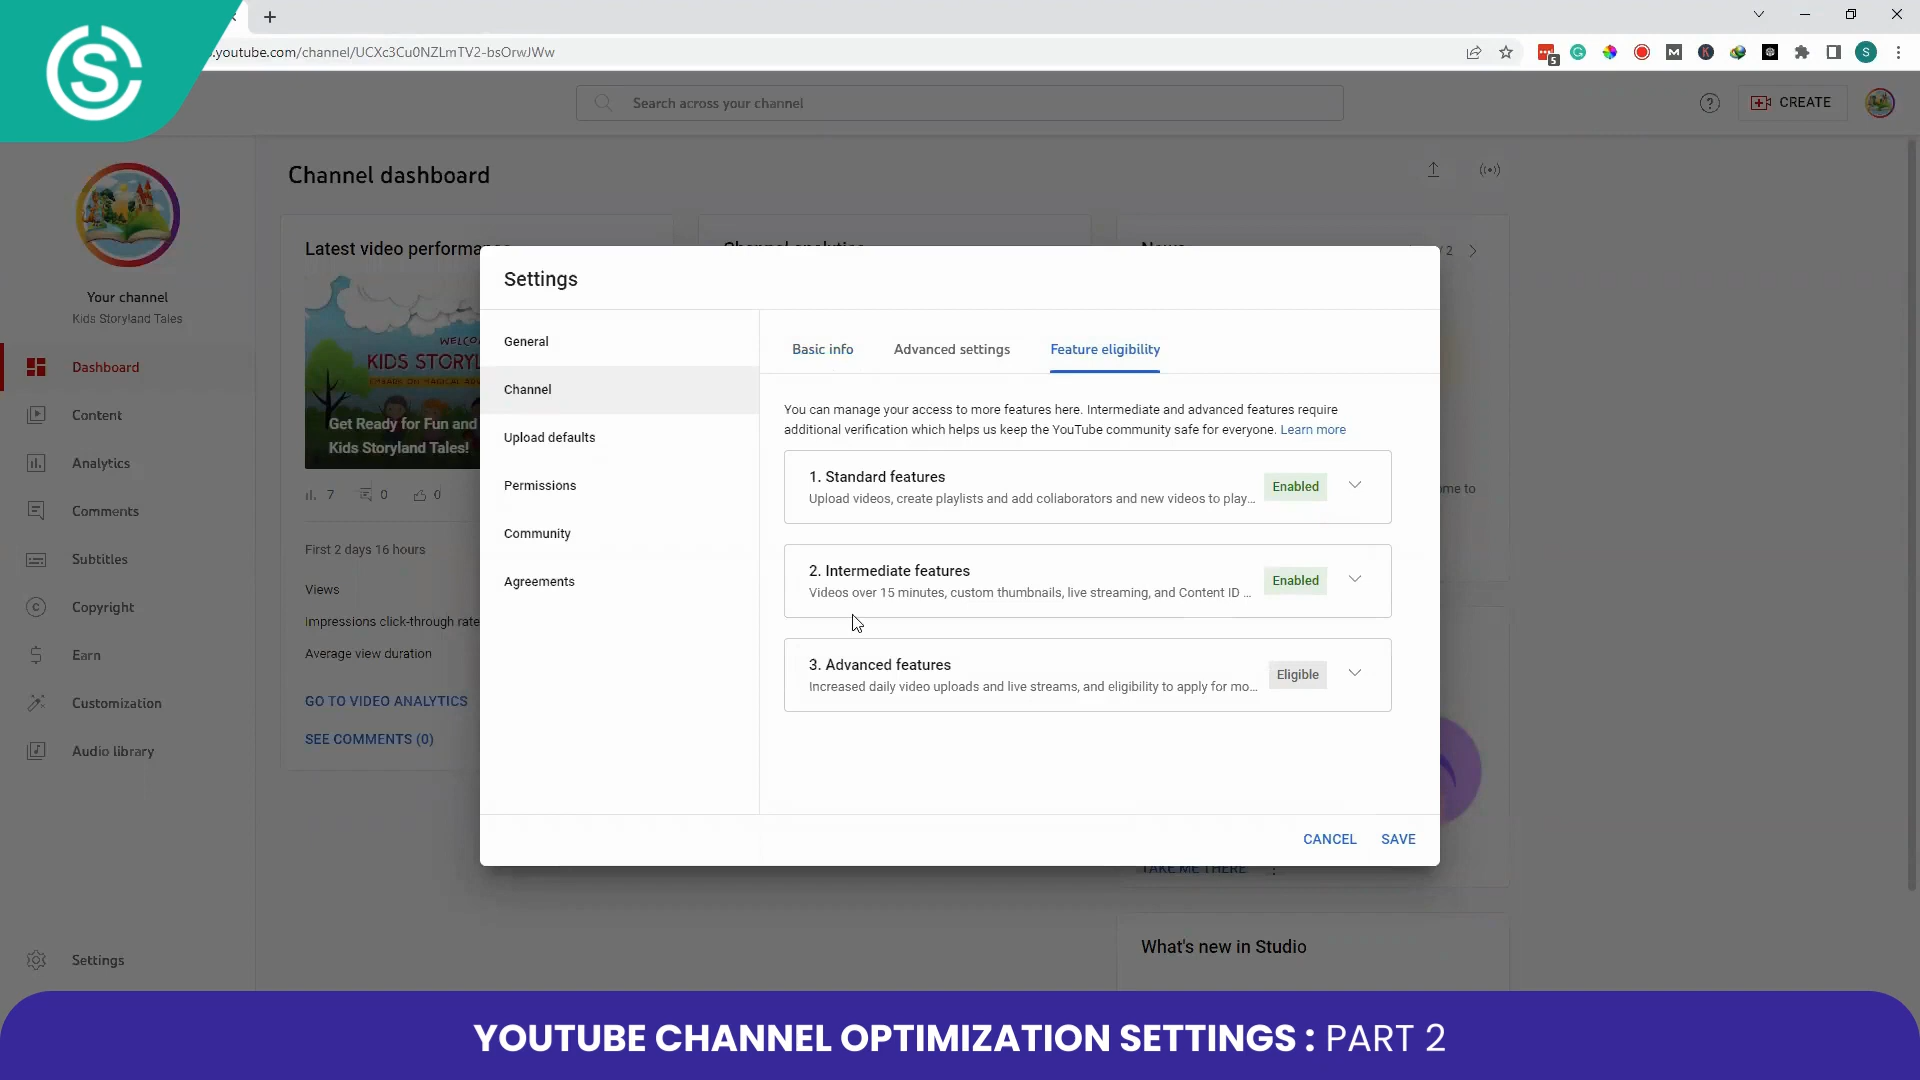 .youtube.com/channel/UCXc3Cu0NZLmTV2-bsOrwJWw
5
S
Search across your channel
CREATE
Channel dashboard
Your channel
Kids Storyland Tales
Dashboard
Content
Analytics
Comments
Subtitles
Copyright
Earn
Customization
Audio library
Settings
Latest video performance
WELCO
KIDS STORYL
Get Ready for Fun and
Kids Storyland Tales!
7
0
0
First 2 days 16 hours
Views
Impressions click-through rate
Average view duration
GO TO VIDEO ANALYTICS
SEE COMMENTS (0)
Channel analytics
News
/ 2
Settings
General
Channel
Upload defaults
Permissions
Community
Agreements
Basic info
Advanced settings
Feature eligibility
You can manage your access to more features here. Intermediate and advanced features require
additional verification which helps us keep the YouTube community safe for everyone. Learn more
1. Standard features
Upload videos, create playlists and add collaborators and new videos to play...
Enabled
2. Intermediate features
Videos over 15 minutes, custom thumbnails, live streaming, and Content ID ...
Enabled
3. Advanced features
Increased daily video uploads and live streams, and eligibility to apply for mo...
Eligible
CANCEL
SAVE
me to
TAKE ME THERE
What's new in Studio
YOUTUBE CHANNEL OPTIMIZATION SETTINGS : PART 2